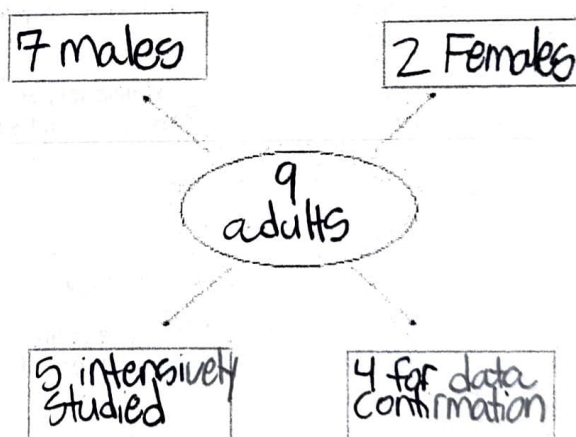 7 males
2 Females
9
adults
5 intensively
studied
4 for data
confirmation